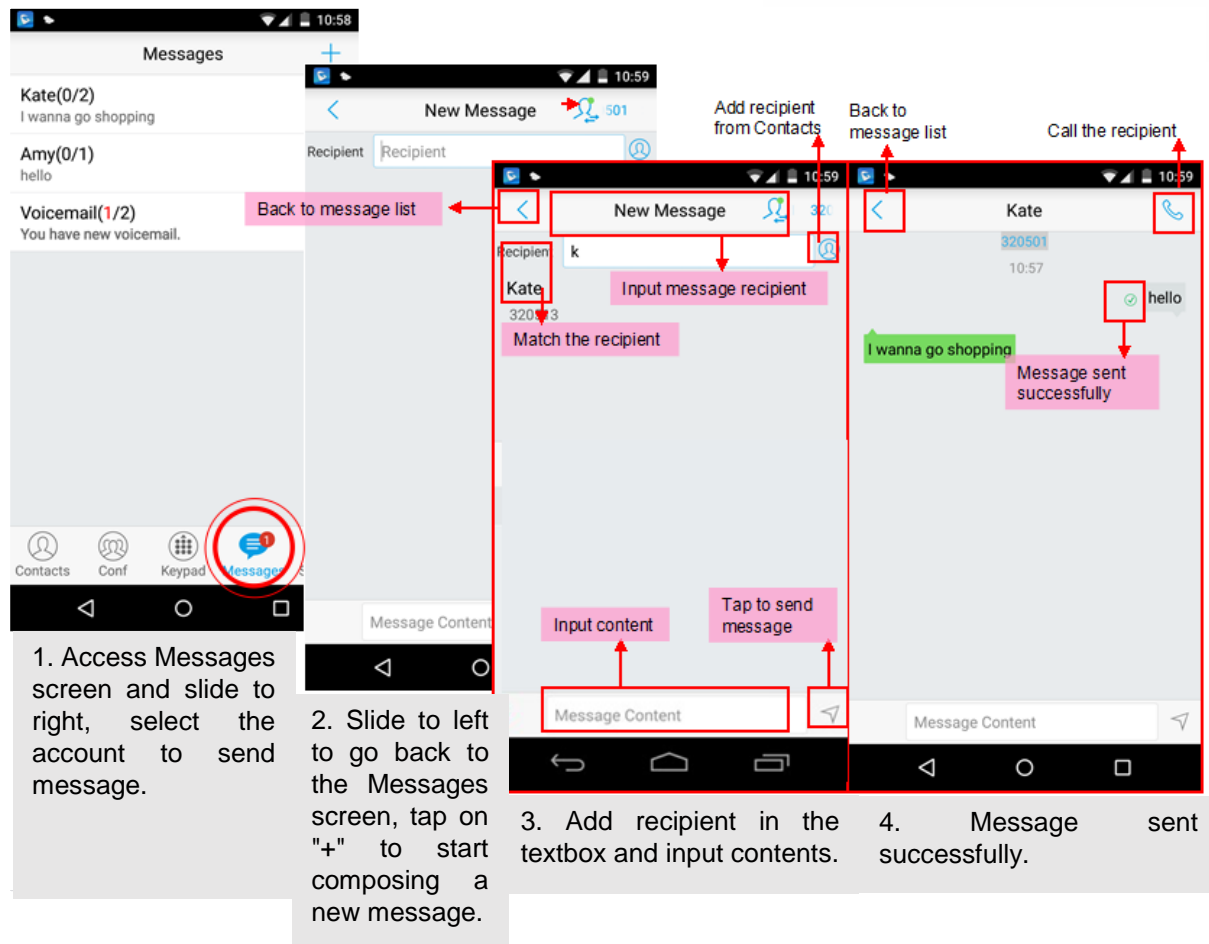 10:58
Messages
+
Kate(0/2)
I wanna go shopping
Amy(0/1)
hello
Voicemail(1/2)
You have new voicemail.
Contacts
Conf
Keypad
Messages
1
1. Access Messages
screen and slide to
right, select the
account to send
message.
10:59
New Message
501
Recipient
Recipient
Message Content
2. Slide to left
to go back to
the Messages
screen, tap on
"+" to start
composing a
new message.
Back to message list
Add recipient
from Contacts
10:59
New Message
320
Recipient
k
Kate
Input message recipient
Match the recipient
Input content
Tap to send
message
Message Content
3. Add recipient in the
textbox and input contents.
Back to
message list
Call the recipient
10:59
Kate
320501
10:57
hello
I wanna go shopping
Message sent
successfully
Message Content
4. Message sent
successfully.